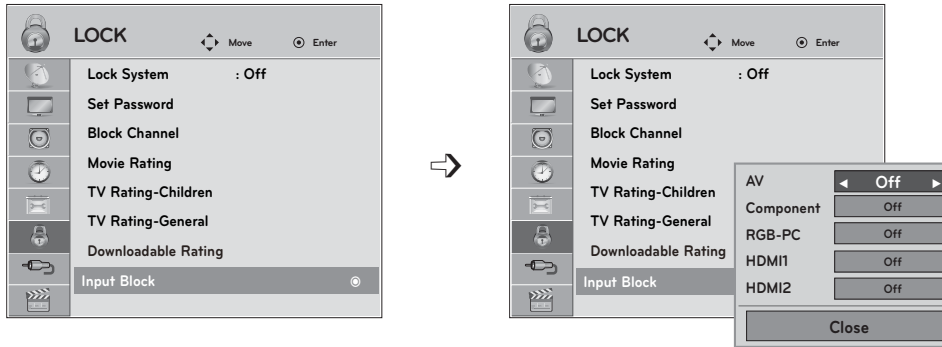 LOCK Move Enter
Lock System : Off
Set Password
Block Channel
Movie Rating
TV Rating-Children
TV Rating-General
Downloadable Rating
Input Block
LOCK Move Enter
Lock System : Off
Set Password
Block Channel
Movie Rating
TV Rating-Children
TV Rating-General
Downloadable Rating
Input Block
AV Off
Component Off
RGB-PC Off
HDMI1 Off
HDMI2 Off
Close